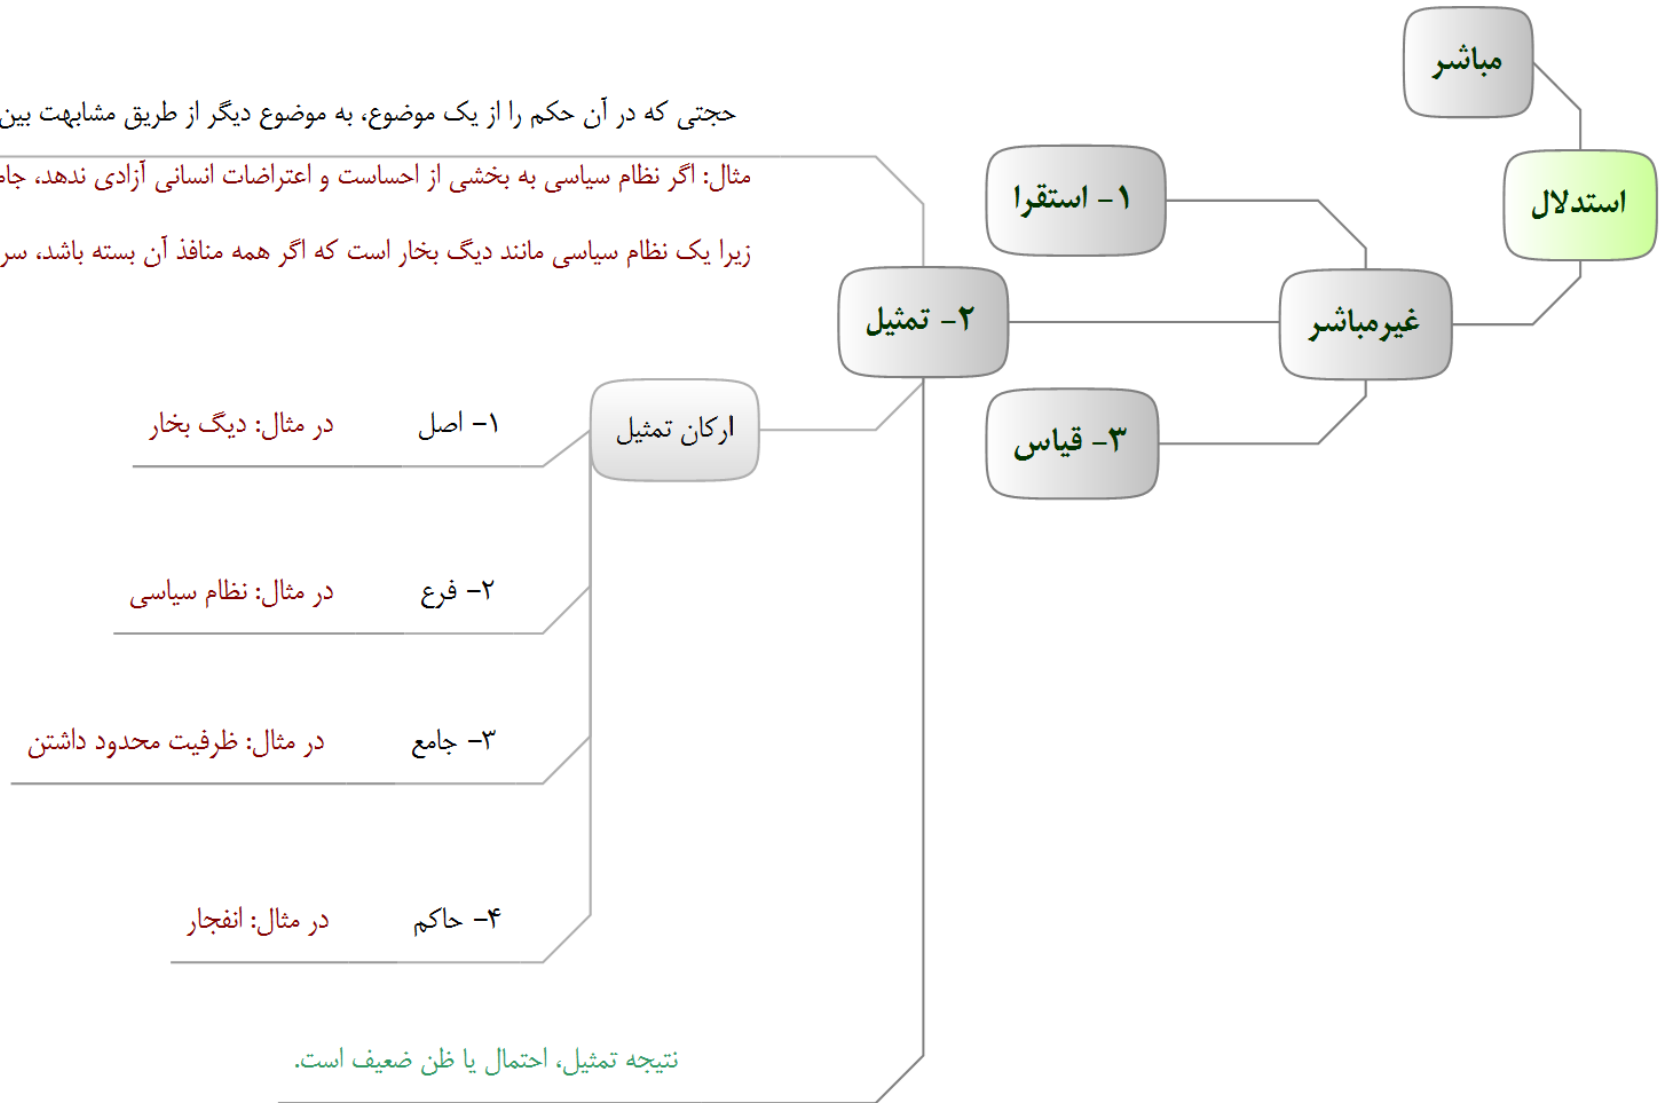 استدلال
مباشر
غیرمباشر
۱- استقرا
۲- تمثیل
حجتی که در آن حکم را از یک موضوع، به موضوع دیگر از طریق مشابهت بین
مثال: اگر نظام سیاسی به بخشی از احساست و اعتراضات انسانی آزادی ندهد،
زیرا یک نظام سیاسی مانند دیگ بخار است که اگر همه منافذ آن بسته باشد،
ارکان تمثیل
۱- اصل در مثال: دیگ بخار
۲- فرع در مثال: نظام سیاسی
۳- جامع در مثال: ظرفیت محدود داشتن
۴- حاکم در مثال: انفجار
نتیجه تمثیل، احتمال یا ظن ضعیف است.
۳- قیاس